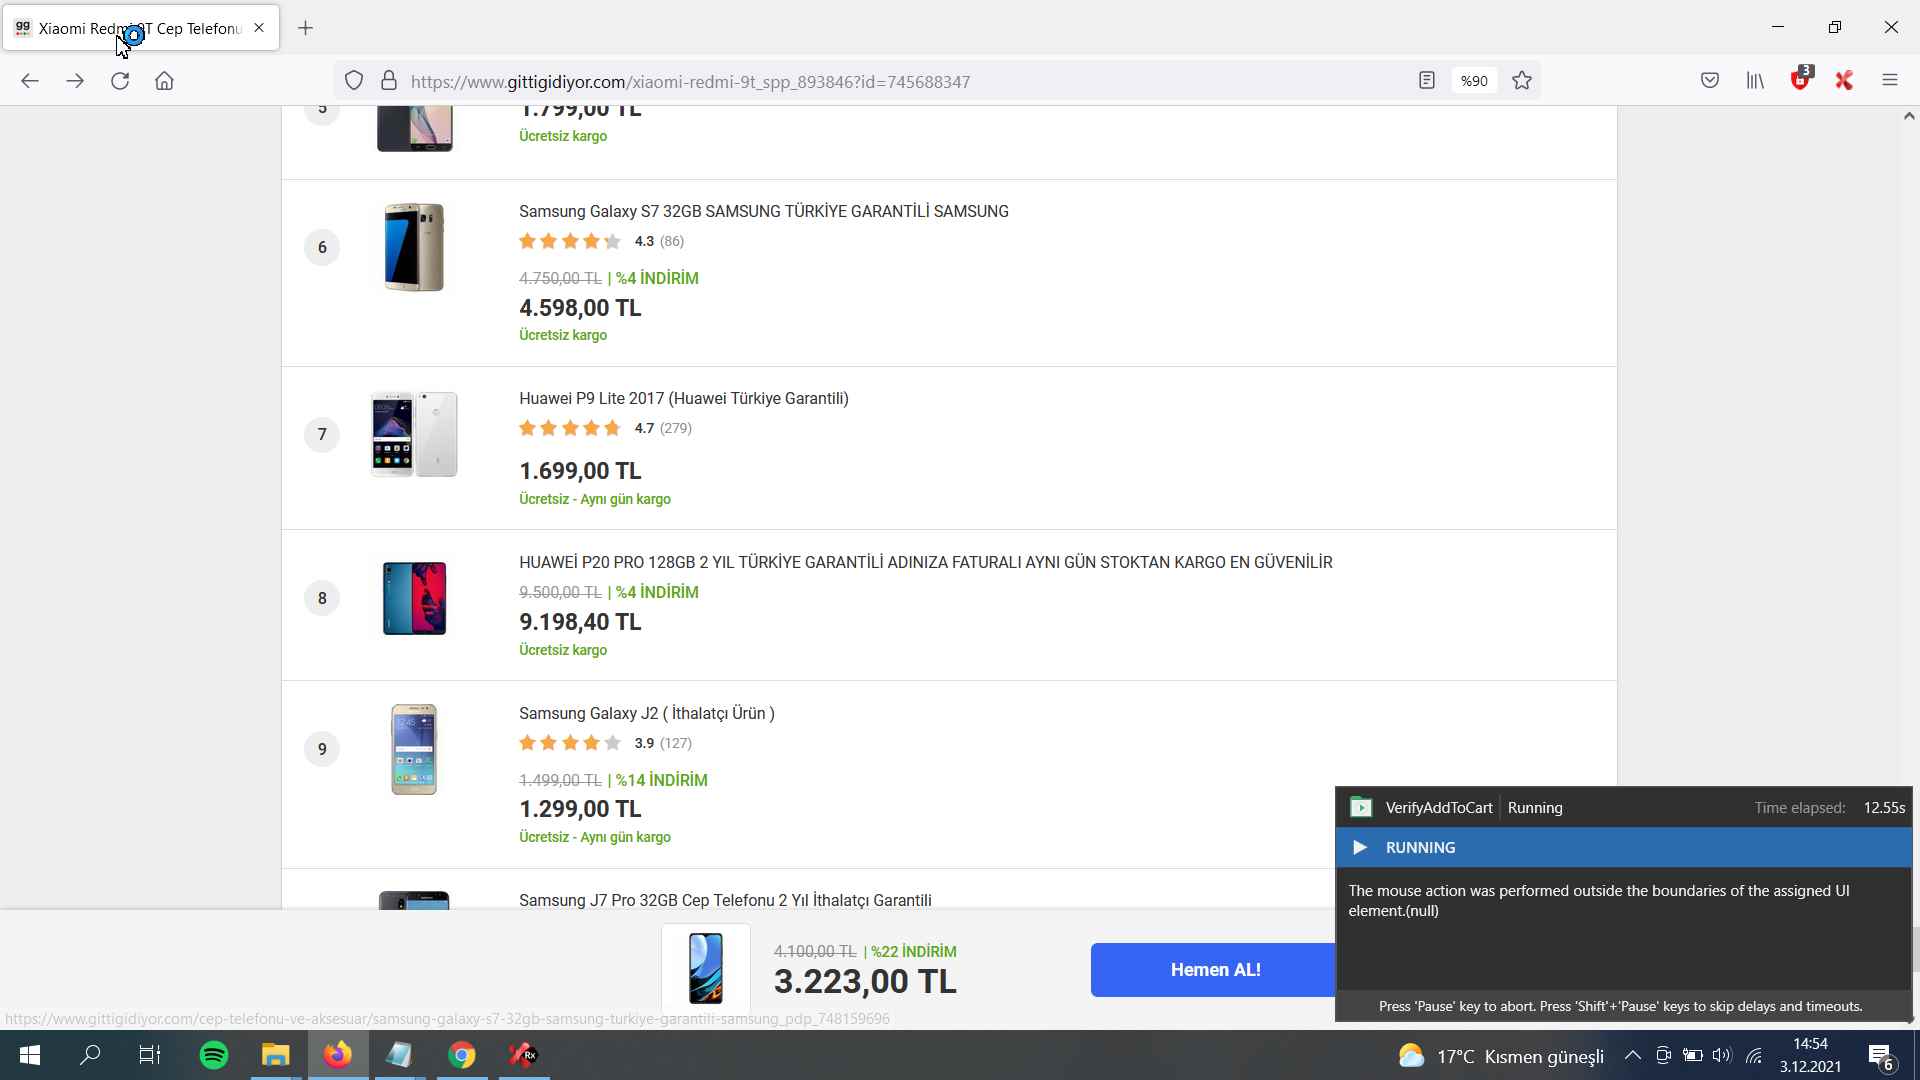 gg
Xiaomi Redmi 9T Cep Telefonu
https://www.gittigidiyor.com/xiaomi-redmi-9t_spp_893846?id=745688347
%90
3
5
1.799,00 TL
Ücretsiz kargo
6
Samsung Galaxy S7 32GB SAMSUNG TÜRKİYE GARANTİLİ SAMSUNG
4.3 (86)
4.750,00 TL | %4 İNDİRİM
4.598,00 TL
Ücretsiz kargo
7
Huawei P9 Lite 2017 (Huawei Türkiye Garantili)
4.7 (279)
1.699,00 TL
Ücretsiz - Aynı gün kargo
8
HUAWEİ P20 PRO 128GB 2 YIL TÜRKİYE GARANTİLİ ADINIZA FATURALI AYNI GÜN STOKTAN KARGO EN GÜVENİLİR
9.500,00 TL | %4 İNDİRİM
9.198,40 TL
Ücretsiz kargo
9
Samsung Galaxy J2 ( İthalatçı Ürün )
3.9 (127)
1.499,00 TL | %14 İNDİRİM
1.299,00 TL
Ücretsiz - Aynı gün kargo
Samsung J7 Pro 32GB Cep Telefonu 2 Yıl İthalatçı Garantili
4.100,00 TL | %22 İNDİRİM
3.223,00 TL
Hemen AL!
VerifyAddToCart Running Time elapsed: 12.55s
RUNNING
The mouse action was performed outside the boundaries of the assigned UI
element.(null)
Press 'Pause' key to abort. Press 'Shift'+'Pause' keys to skip delays and timeouts.
https://www.gittigidiyor.com/cep-telefonu-ve-aksesuar/samsung-galaxy-s7-32gb-samsung-turkiye-garantili-samsung_pdp_748159696
Rx
17°C Kısmen güneşli
14:54
3.12.2021
6